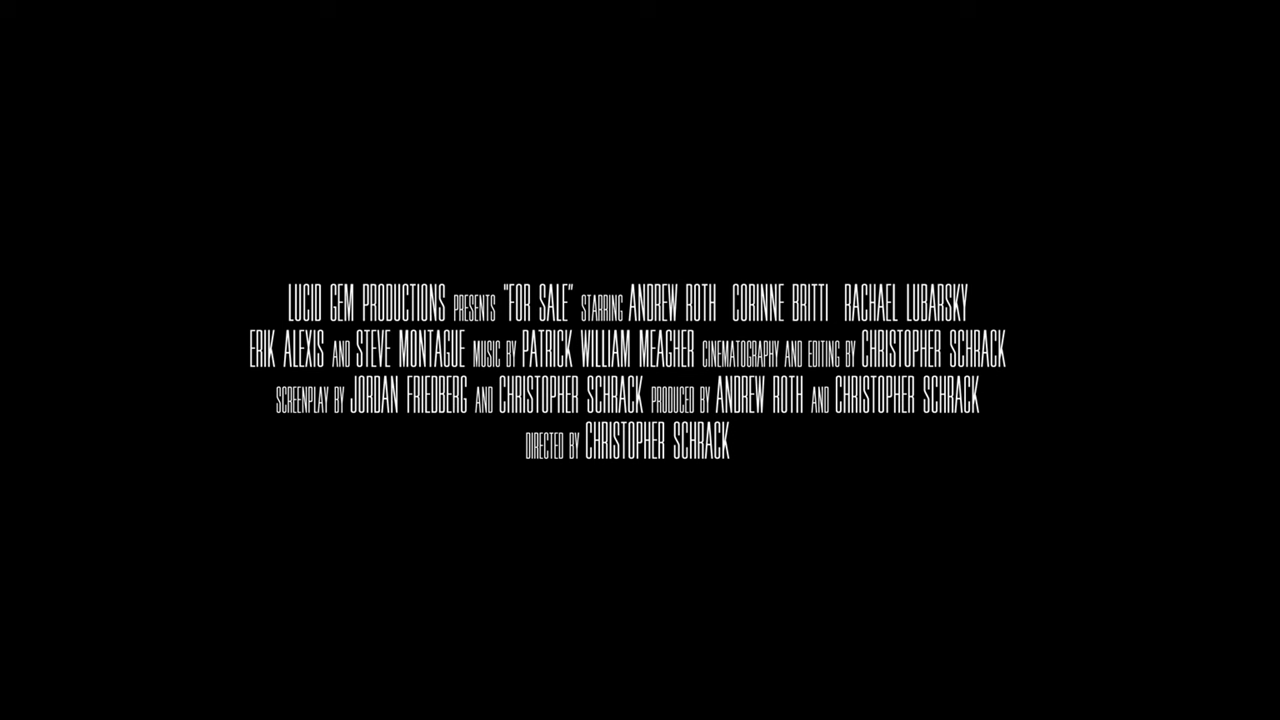 LUCID GEM PRODUCTIONS PRESENTS "FOR SALE" STARRING ANDREW ROTH CORINNE BRITTI RACHAEL LUBARSKY
ERIK ALEXIS AND STEVE MONTAGUE MUSIC BY PATRICK WILLIAM MEAGHER CINEMATOGRAPHY AND EDITING BY CHRISTOPHER SCHRACK
SCREENPLAY BY JORDAN FRIEDBERG AND CHRISTOPHER SCHRACK PRODUCED BY ANDREW ROTH AND CHRISTOPHER SCHRACK
DIRECTED BY CHRISTOPHER SCHRACK